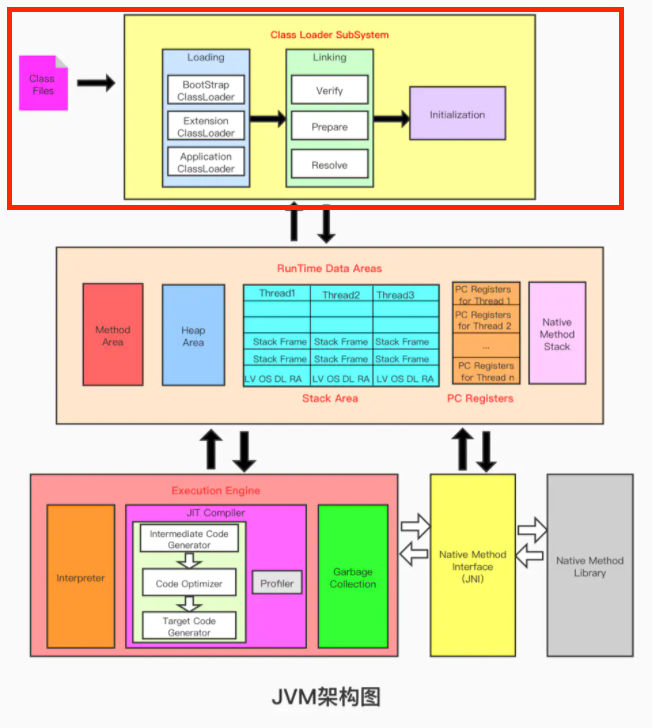 Class Loader SubSystem
Class
Files
Loading
BootStrap
ClassLoader
Extension
ClassLoader
Application
ClassLoader
Linking
Verify
Prepare
Resolve
Initialization
RunTime Data Areas
Method
Area
Heap
Area
Thread1 Thread2 Thread3
Stack Frame Stack Frame Stack Frame
Stack Frame Stack Frame Stack Frame
LV OS DL RA LV OS DL RA LV OS DL RA
Stack Area
PC Registers
for Thread 1
PC Registers
for Thread 2
...
PC Registers
for Thread n
PC Registers
Native
Method
Stack
Execution Engine
Interpreter
JIT Compiler
Intermediate Code
Generator
Code Optimizer
Target Code
Generator
Profiler
Garbage
Collection
Native Method
Interface
(JNI)
Native Method
Library
JVM架构图